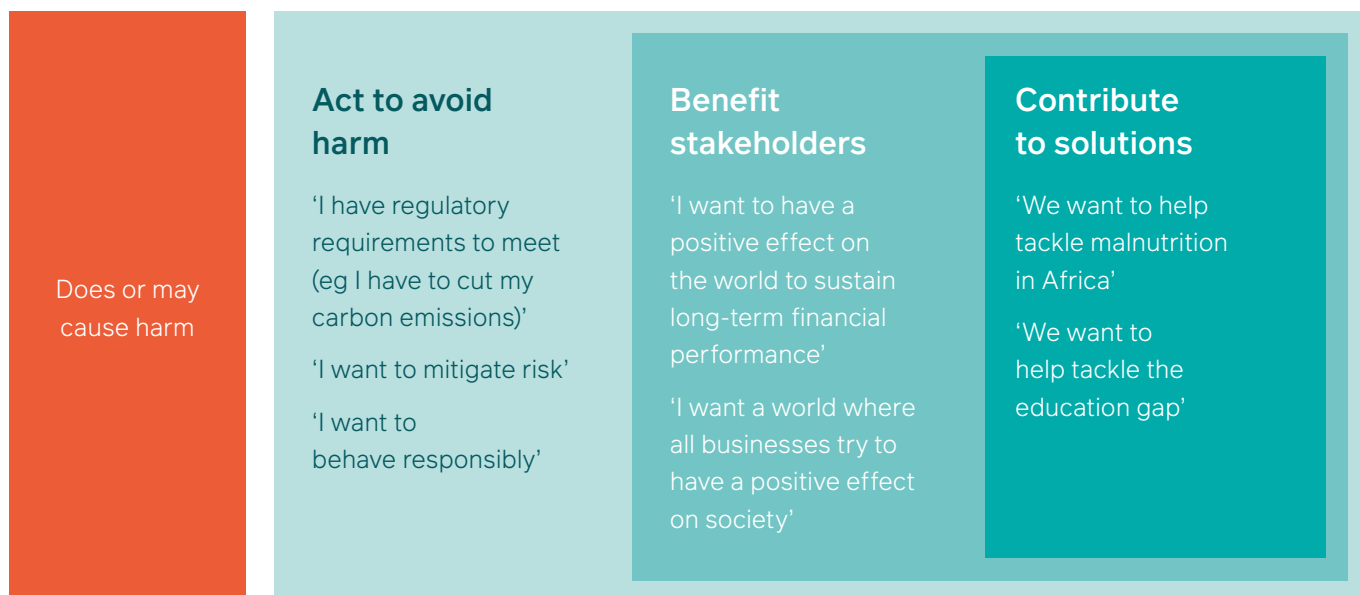 Does or may
cause harm
Act to avoid
harm
‘I have regulatory
requirements to meet
(eg I have to cut my
carbon emissions)’
‘I want to mitigate risk’
‘I want to
behave responsibly’
Benefit
stakeholders
‘I want to have a
positive effect on
the world to sustain
long-term financial
performance’
‘I want a world where
all businesses try to
have a positive effect
on society’
Contribute
to solutions
‘We want to help
tackle malnutrition
in Africa’
‘We want to
help tackle the
education gap’